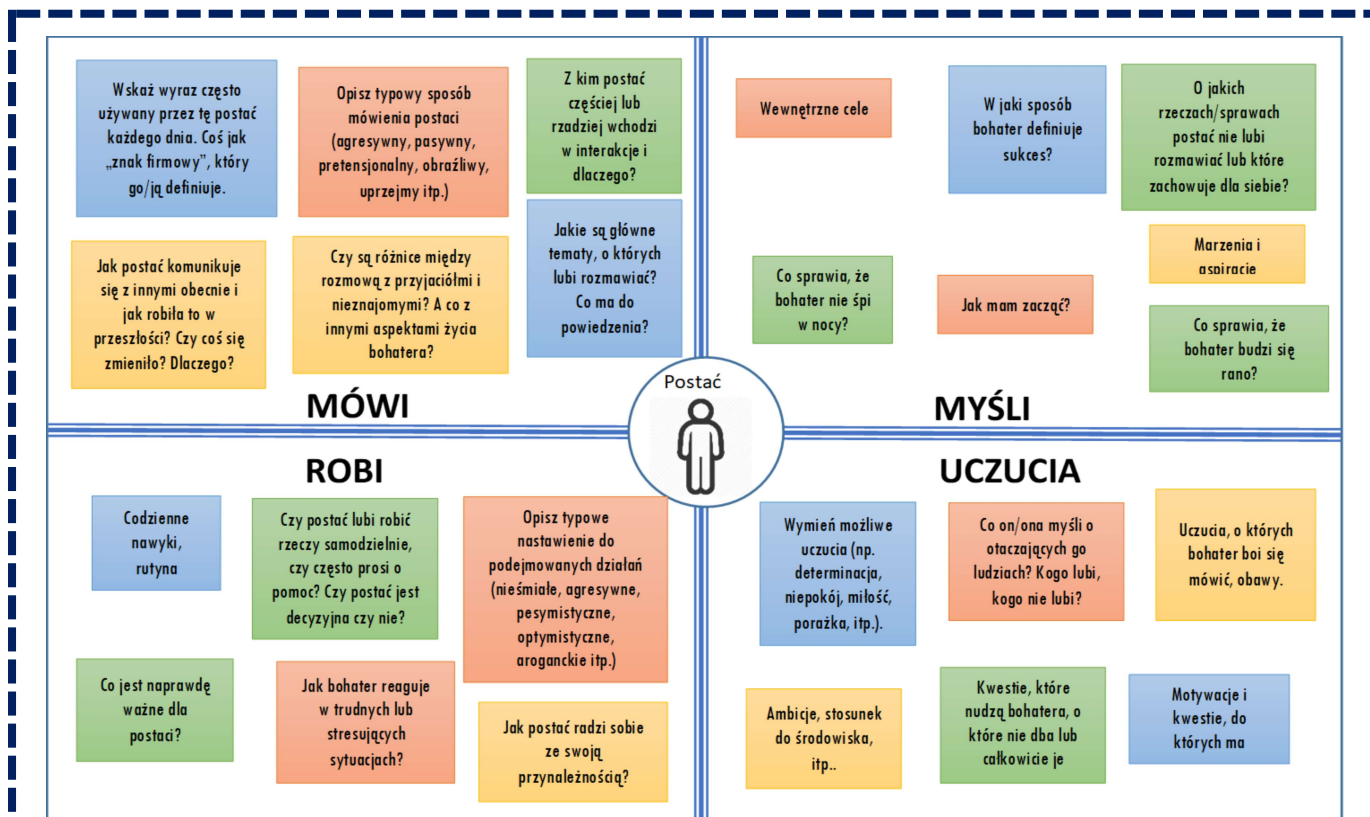 Wskaż wyraz często
używany przez tę postać
każdego dnia. Coś jak
„znak firmowy”, który
go/ją definiuje.
Opisz typowy sposób
mówienia postaci
(agresywny, pasywny,
pretensjonalny, obraźliwy,
uprzejmy itp.)
Z kim postać
częściej lub
rzadziej wchodzi
w interakcje i
dlaczego?
Jak postać komunikuje
się z innymi obecnie i
jak robiła to w
przeszłości? Czy coś się
zmieniło? Dlaczego?
Czy są różnice między
rozmową z przyjaciółmi i
nieznajomymi? A co z
innymi aspektami życia
bohatera?
Jakie są główne
tematy, o których
lubi rozmawiać?
Co ma do
powiedzenia?
MÓWI
Wewnętrzne cele
W jaki sposób
bohater definiuje
sukces?
O jakich
rzeczach/sprawach
postać nie lubi
rozmawiać lub które
zachowuje dla siebie?
Marzenia i
aspiracje
Co sprawia, że
bohater nie śpi
w nocy?
Jak mam zacząć?
Co sprawia, że
bohater budzi się
rano?
MYŚLI
Postać
ROBI
Codzienne
nawyki,
rutyna
Czy postać lubi robić
rzeczy samodzielnie,
czy często prosi o
pomoc? Czy postać jest
decyzyjna czy nie?
Opisz typowe
nastawienie do
podejmowanych działań
(nieśmiałe, agresywne,
pesymistyczne,
optymistyczne,
aroganckie itp.)
Co jest naprawdę
ważne dla
postaci?
Jak bohater reaguje
w trudnych lub
stresujących
sytuacjach?
Jak postać radzi sobie
ze swoją
przynależnością?
UCZUCIA
Wymień możliwe
uczucia (np.
determinacja,
niepokój, miłość,
porażka, itp.).
Co on/ona myśli o
otaczających go
ludziach? Kogo lubi,
kogo nie lubi?
Uczucia, o których
bohater boi się
mówić, obawy.
Ambicje, stosunek
do środowiska,
itp..
Kwestie, które
nudzą bohatera, o
które nie dba lub
całkowicie je
Motywacje i
kwestie, do
których ma